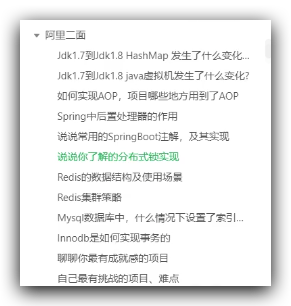 阿里二面
Jdk1.7到Jdk1.8 HashMap 发生了什么变化...
Jdk1.7到Jdk1.8 java虚拟机发生了什么变化?
如何实现AOP，项目哪些地方用到了AOP
Spring中后置处理器的作用
说说常用的SpringBoot注解，及其实现
说说你了解的分布式锁实现
Redis的数据结构及使用场景
Redis集群策略
Mysql数据库中，什么情况下设置了索引...
Innodb是如何实现事务的
聊聊你最有成就感的项目
自己最有挑战的项目、难点